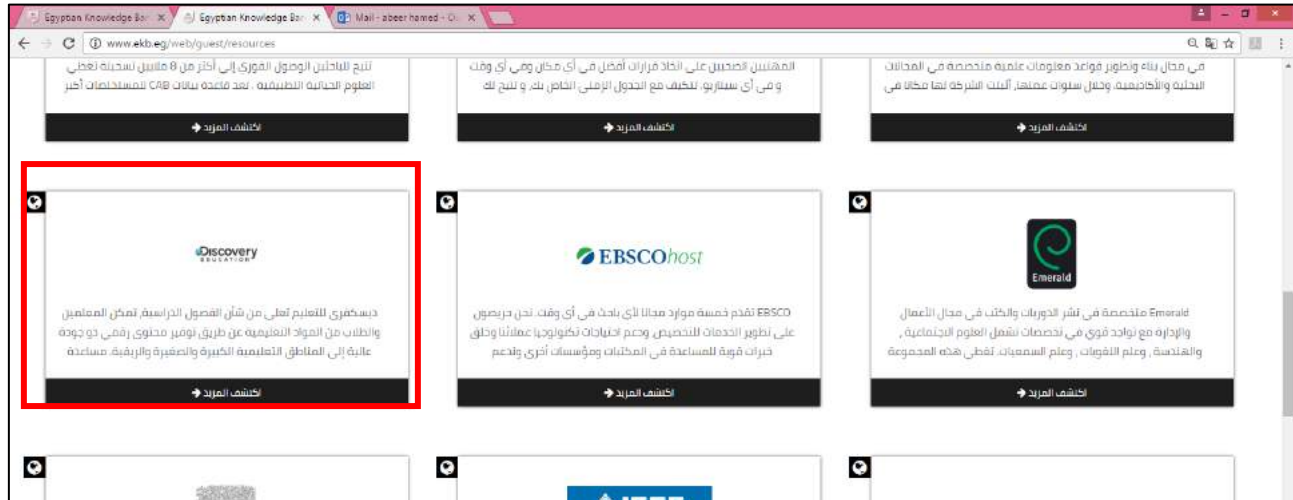 Egyptian Knowledge Ban
Egyptian Knowledge Ban
Mail - abeer hamed - O
www.ekb.eg/web/guest/resources
في مجال بناء وتطوير قواعد معلومات علمية متخصصة في المجالات
البحثية والأكاديمية. وخلال سنوات عملها, أثبتت الشركة لها مكانا في
اكتشف المزيد
المهنيين الصحيين على اتخاذ قرارات أفضل في أي مكان وفي أي وقت
و في أي سيناريو. تتكيف مع الجدول الزمني الخاص بك, و تتيح لك
اكتشف المزيد
تتيح للباحثين الوصول الفوري إلى أكثر من 8 ملايين تسجيلة تغطي
العلوم الحياتية التطبيقية . تعد قاعدة بيانات CAB للمستخلصات أكبر
اكتشف المزيد
Emerald
Emerald متخصصة في نشر الدوريات والكتب في مجال الأعمال
والإدارة مع تواجد قوي في تخصصات تشمل العلوم الاجتماعية ,
والهندسة , وعلم اللغويات , وعلم السمعيات. تغطي هذه المجموعة
اكتشف المزيد
EBSCOhost
EBSCO تقدم خمسة موارد مجانا لأي باحث في أي وقت. نحن حريصون
على تطوير الخدمات للتخصيص, ودعم احتياجات تكنولوجيا عملائنا وخلق
خبرات قوية للمساعدة في المكتبات ومؤسسات أخرى وتدعم
اكتشف المزيد
Discovery
EDUCATION
ديسكفري للتعليم تعلي من شأن الفصول الدراسية, تمكن المعلمين
والطلاب من المواد التعليمية عن طريق توفير محتوى رقمي ذو جودة
عالية إلى المناطق التعليمية الكبيرة والصغيرة والريفية. مساعدة
اكتشف المزيد